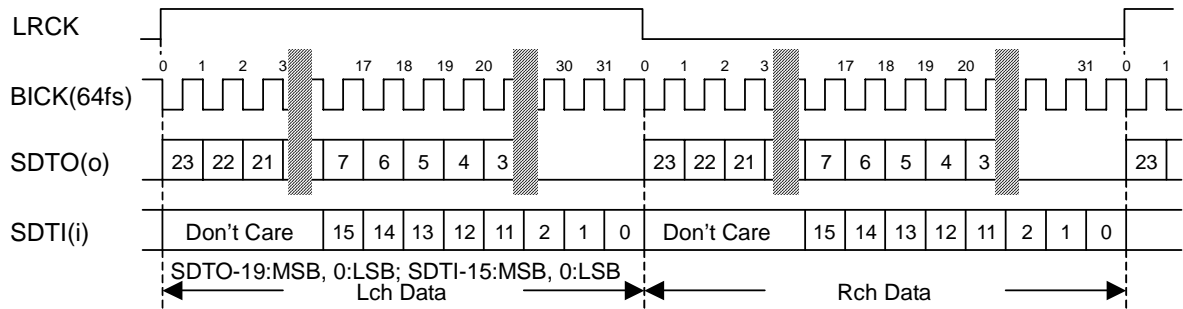 LRCK
0 1 2 3 17 18 19 20 30 31 0 1 2 3 17 18 19 20 31 0 1
BICK(64fs)
SDTO(o) 23 22 21 7 6 5 4 3 23 22 21 7 6 5 4 3 23
SDTI(i) Don't Care 15 14 13 12 11 2 1 0 Don't Care 15 14 13 12 11 2 1 0
SDTO-19:MSB, 0:LSB; SDTI-15:MSB, 0:LSB
Lch Data Rch Data